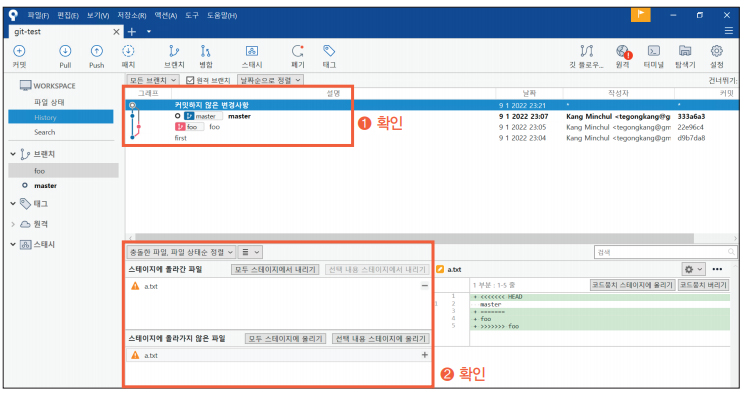 파일(F) 편집(E) 보기(V) 저장소(R) 액션(A) 도구 도움말(H)
git-test
커밋 Pull Push 패치 브랜치 병합 스태시 폐기 태그 깃 플로우.. 원격 터미널 탐색기 설정
모든 브랜치 원격 브랜치 날짜순으로 정렬 건너뛰기:
그래프 설명 날짜 작성자 커밋
WORKSPACE
파일 상태
History
Search
브랜치
foo
master
태그
원격
스태시
커밋하지 않은 변경사항 9 1 2022 23:21 * *
master master 9 1 2022 23:07 Kang Minchul <tegongkang@g 333a6a3
foo foo 9 1 2022 23:05 Kang Minchul <tegongkang@gm 22e96c4
first 9 1 2022 23:04 Kang Minchul <tegongkang@gm d9b7da8
1 확인
충돌한 파일, 파일 상태순 정렬 검색
스테이지에 올라간 파일 모두 스테이지에서 내리기 선택 내용 스테이지에서 내리기
a.txt
스테이지에 올라가지 않은 파일 모두 스테이지에 올리기 선택 내용 스테이지에 올리기
a.txt
a.txt
1 부분 : 1-5 줄 코드뭉치 스테이지에 올리기 코드뭉치 버리기
1 + <<<<<<< HEAD
1 2 master
3 + =======
4 + foo
5 + >>>>>>> foo
2 확인